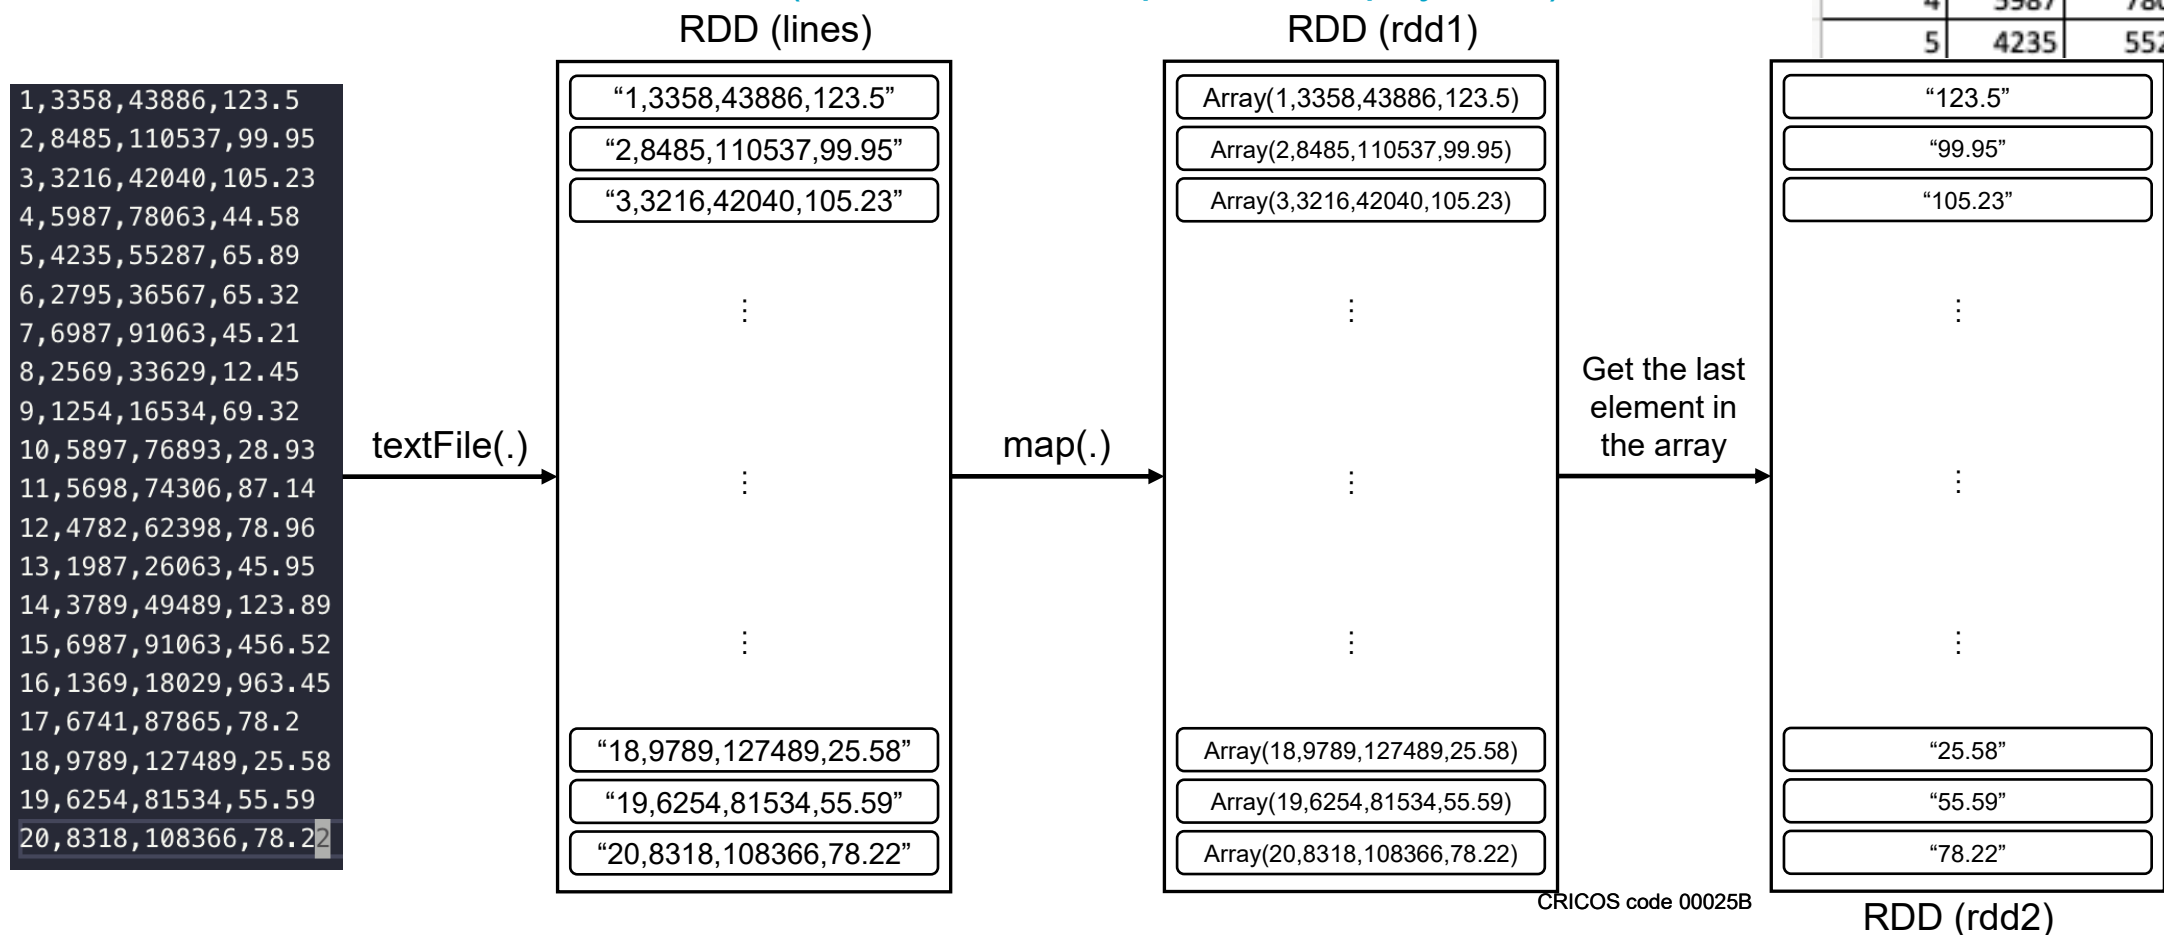 RDD (lines)
RDD (rdd1)
5 4235
1,3358,43886,123.5
2,8485,110537,99.95
3,3216,42040,105.23
4,5987,78063,44.58
5,4235,55287,65.89
6,2795,36567,65.32
7,6987,91063,45.21
8,2569,33629,12.45
9,1254,16534,69.32
10,5897,76893,28.93
11,5698,74306,87.14
12,4782,62398,78.96
13,1987,26063,45.95
14,3789,49489,123.89
15,6987,91063,456.52
16,1369,18029,963.45
17,6741,87865,78.2
18,9789,127489,25.58
19,6254,81534,55.59
20,8318,108366,78.22
textFile(.)
“1,3358,43886,123.5”
“2,8485,110537,99.95”
“3,3216,42040,105.23”
⋮
⋮
⋮
“18,9789,127489,25.58”
“19,6254,81534,55.59”
“20,8318,108366,78.22”
map(.)
Array(1,3358,43886,123.5)
Array(2,8485,110537,99.95)
Array(3,3216,42040,105.23)
⋮
⋮
⋮
Array(18,9789,127489,25.58)
Array(19,6254,81534,55.59)
Array(20,8318,108366,78.22)
Get the last
element in
the array
“123.5”
“99.95”
“105.23”
⋮
⋮
⋮
“25.58”
“55.59”
“78.22”
CRICOS code 00025B
RDD (rdd2)